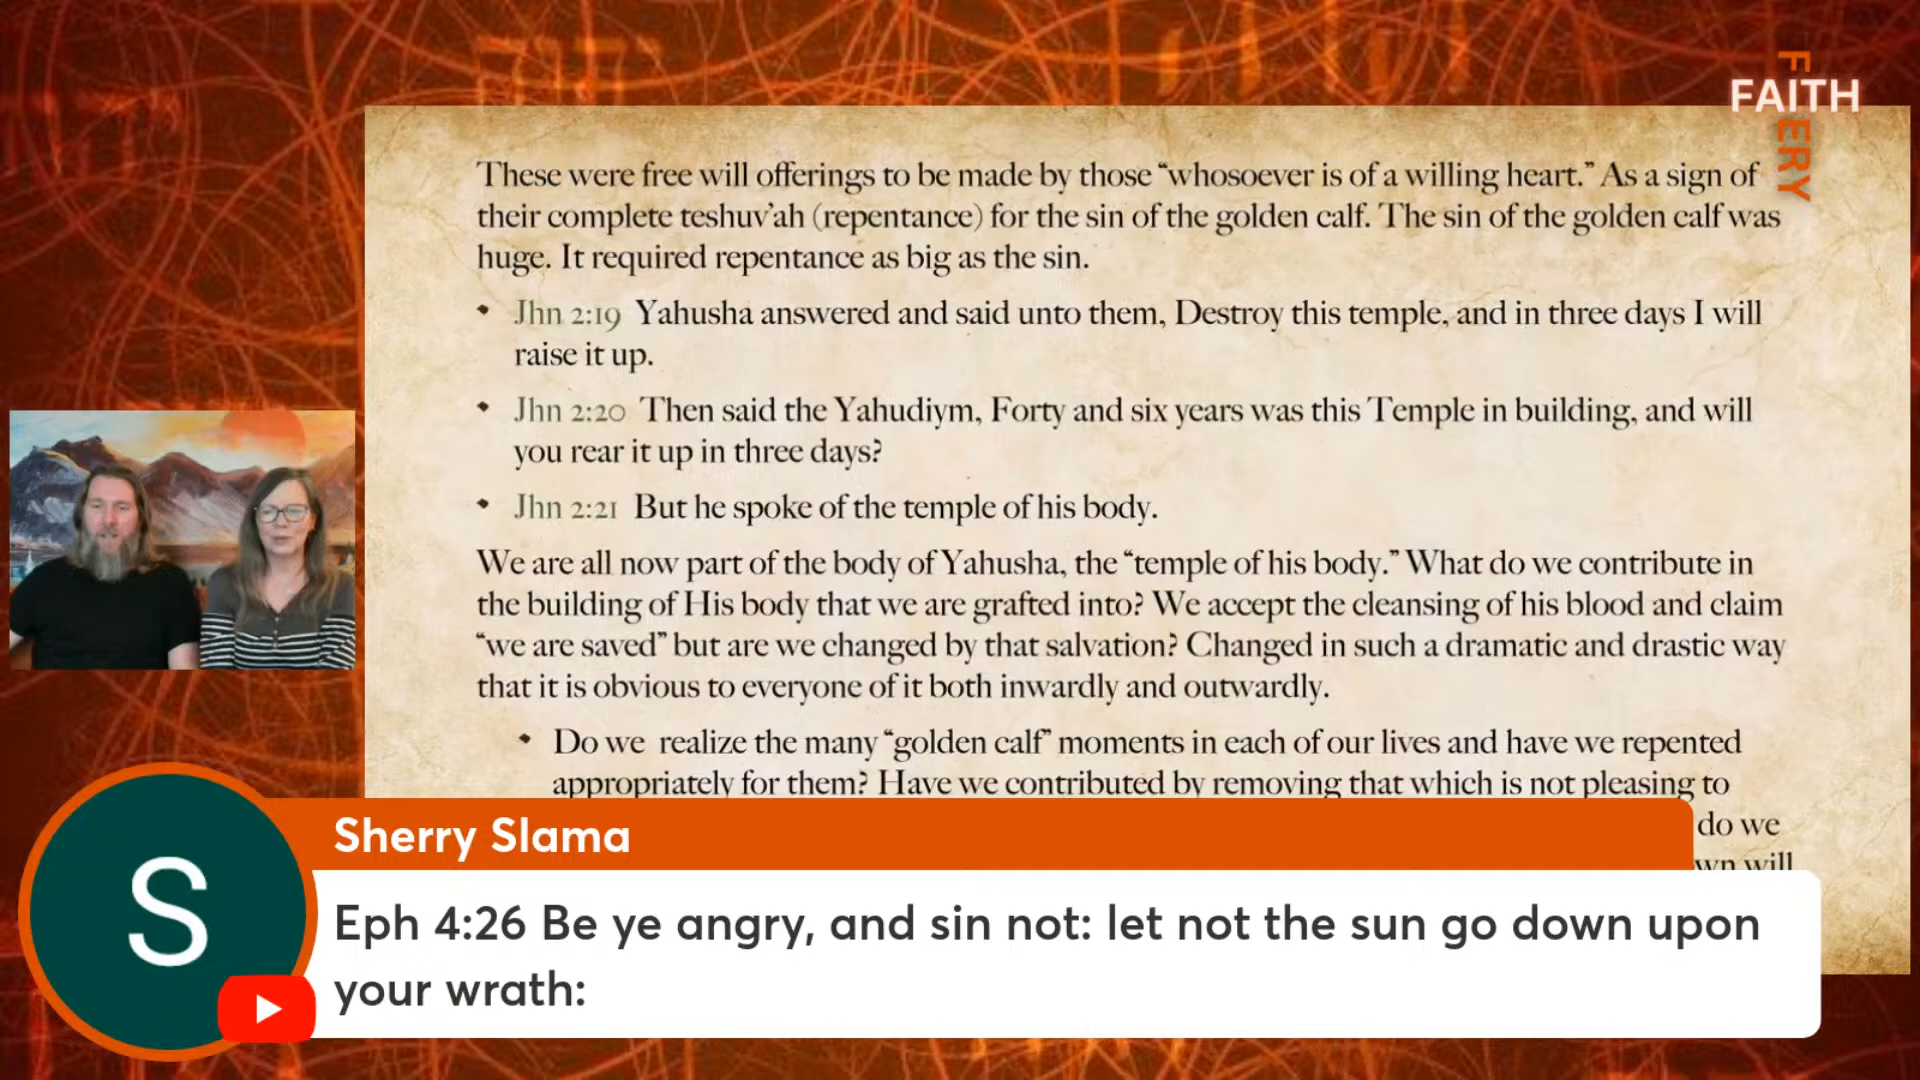 FIERY
FAITH
These were free will offerings to be made by those “whosoever is of a willing heart.” As a sign of
their complete teshuv’ah (repentance) for the sin of the golden calf. The sin of the golden calf was
huge. It required repentance as big as the sin.
• Jhn 2:19 Yahusha answered and said unto them, Destroy this temple, and in three days I will
raise it up.
• Jhn 2:20 Then said the Yahudiym, Forty and six years was this Temple in building, and will
you rear it up in three days?
• Jhn 2:21 But he spoke of the temple of his body.
We are all now part of the body of Yahusha, the “temple of his body.” What do we contribute in
the building of His body that we are grafted into? We accept the cleansing of his blood and claim
“we are saved” but are we changed by that salvation? Changed in such a dramatic and drastic way
that it is obvious to everyone of it both inwardly and outwardly.
• Do we realize the many “golden calf” moments in each of our lives and have we repented
appropriately for them? Have we contributed by removing that which is not pleasing to
do we
will
S
Sherry Slama
Eph 4:26 Be ye angry, and sin not: let not the sun go down upon
your wrath: